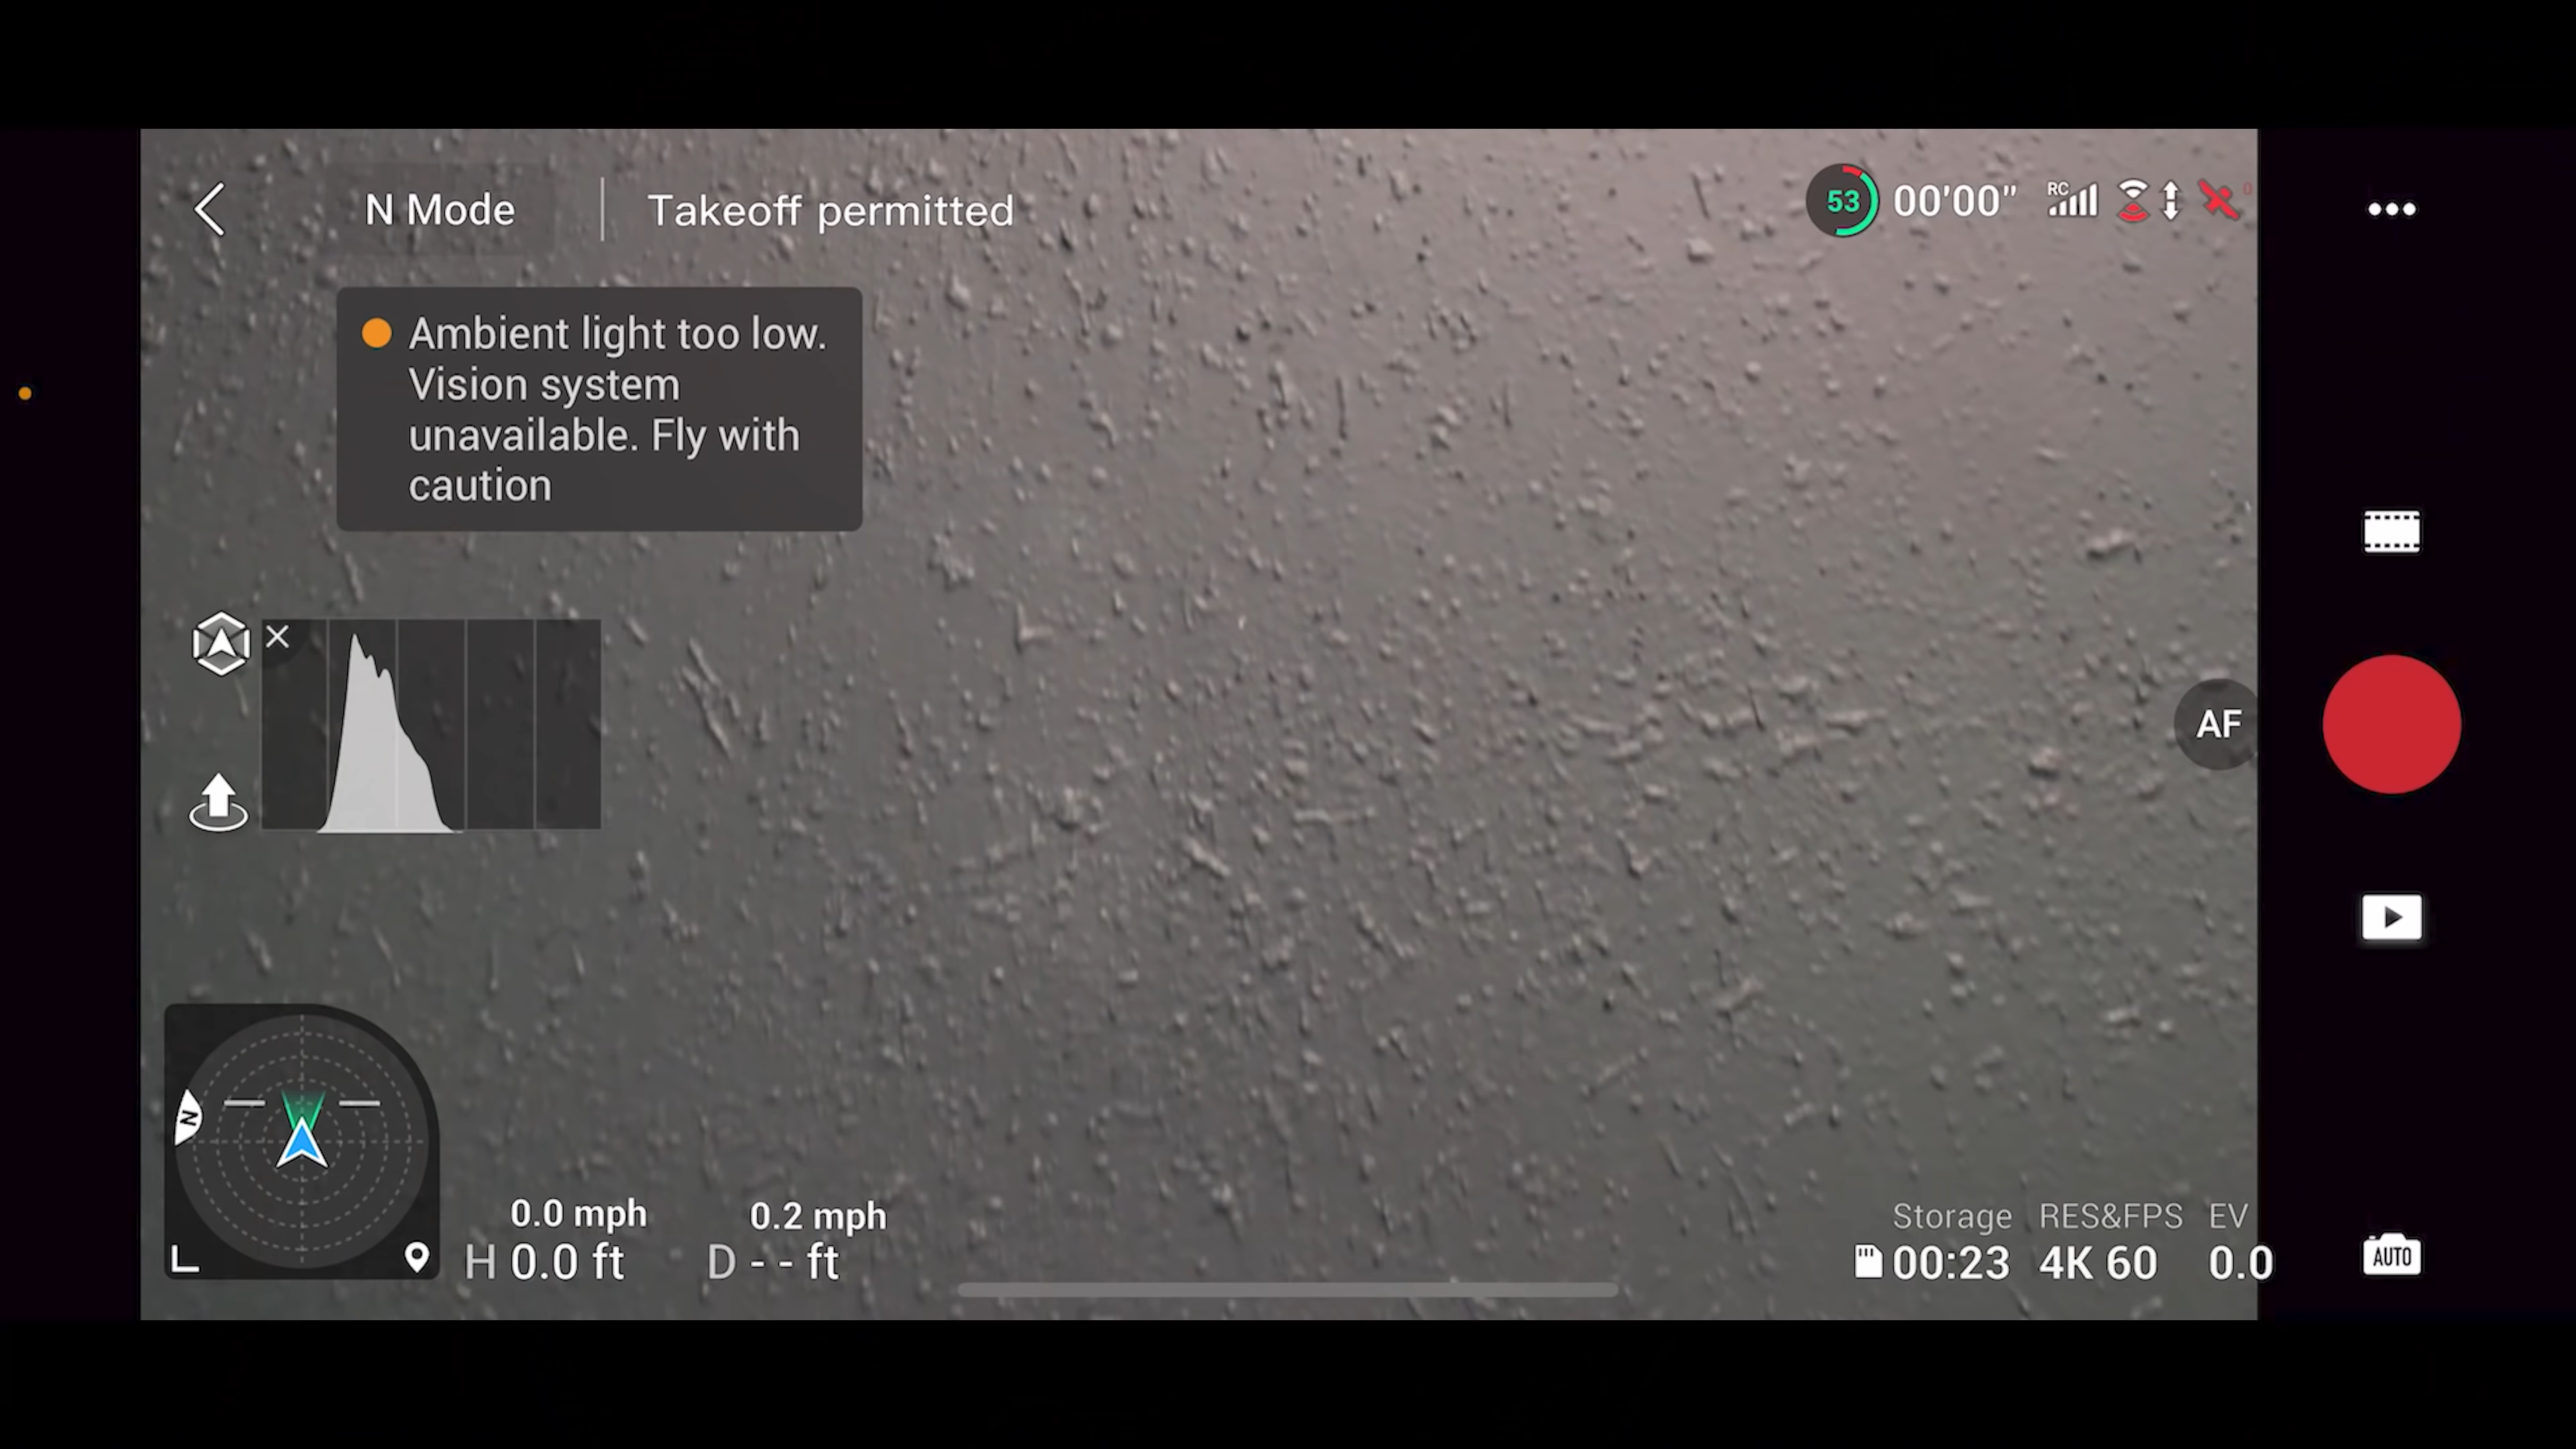 N Mode
Takeoff permitted
53
00'00"
RC
0
Ambient light too low.
Vision system
unavailable. Fly with
caution
AF
N
0.0 mph
0.2 mph
H 0.0 ft
D - - ft
Storage RES&FPS EV
00:23 4K 60 0.0
AUTO